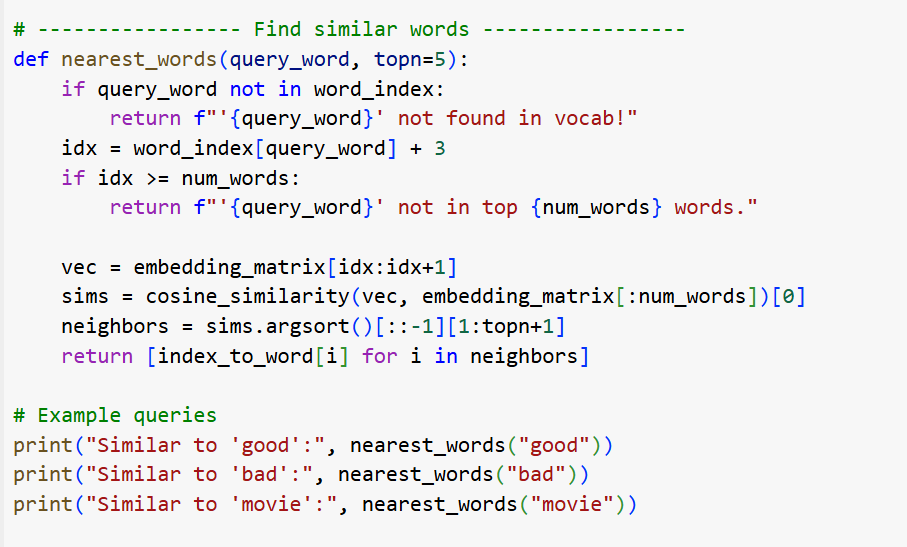 # ----------------- Find similar words -----------------
def nearest_words(query_word, topn=5):
    if query_word not in word_index:
        return f"'{query_word}' not found in vocab!"
    idx = word_index[query_word] + 3
    if idx >= num_words:
        return f"'{query_word}' not in top {num_words} words."

    vec = embedding_matrix[idx:idx+1]
    sims = cosine_similarity(vec, embedding_matrix[:num_words])[0]
    neighbors = sims.argsort()[::-1][1:topn+1]
    return [index_to_word[i] for i in neighbors]

# Example queries
print("Similar to 'good':", nearest_words("good"))
print("Similar to 'bad':", nearest_words("bad"))
print("Similar to 'movie':", nearest_words("movie"))